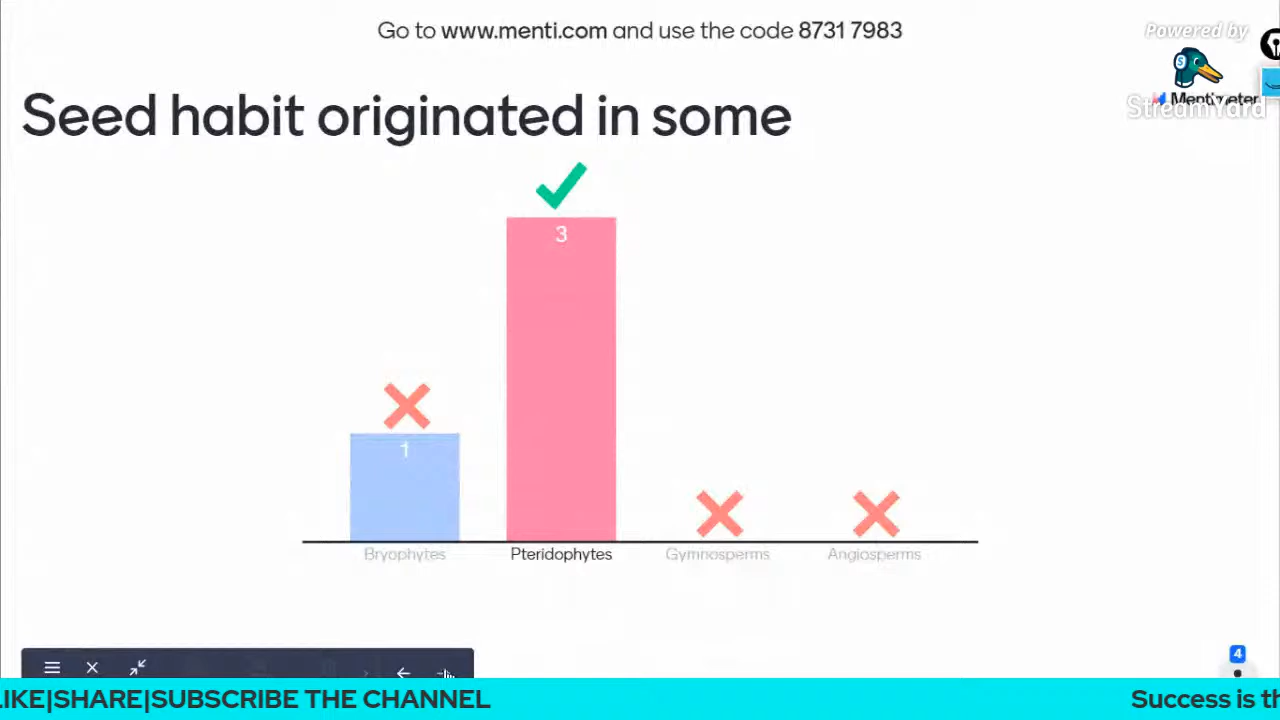 Go to www.menti.com and use the code 8731 7983
Powered by
Mentimeter
StreamYard
Seed habit originated in some
3
1
Bryophytes
Pteridophytes
Gymnosperms
Angiosperms
4
LIKE|SHARE|SUBSCRIBE THE CHANNEL
Success is th